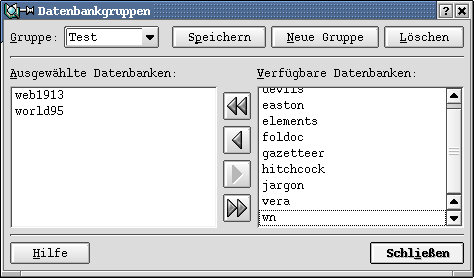 Datenbankgruppen
Gruppe: Test Speichern Neue Gruppe Löschen
Ausgewählte Datenbanken: Verfügbare Datenbanken:
web1913
world95
devils
easton
elements
foldoc
gazetteer
hitchcock
jargon
vera
wn
Hilfe Schließen